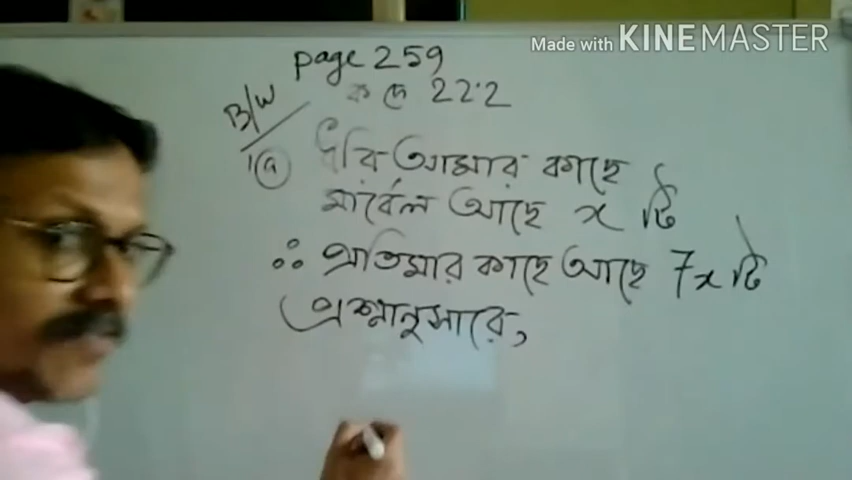 Made with KINEMASTER
page 259
কষে দেখি 22.2
B/W
1(a) ধরি আমার কাছে
মার্বেল আছে x টি
∴ প্রতিমার কাছে আছে 7x টি
প্রশ্নানুসারে,